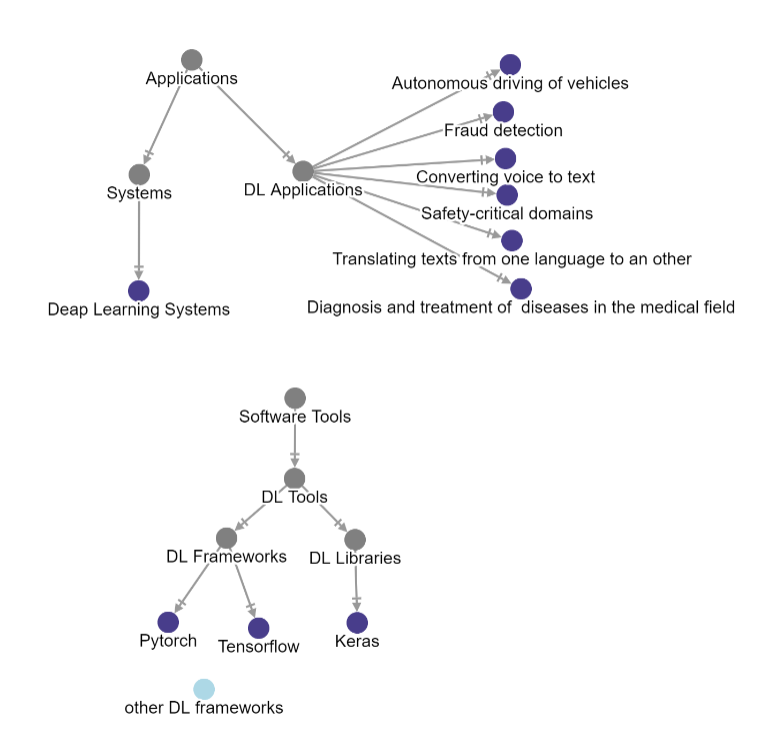 Applications
Autonomous driving of vehicles
Fraud detection
Converting voice to text
Systems
DL Applications
Safety-critical domains
Translating texts from one language to an other
Deap Learning Systems
Diagnosis and treatment of  diseases in the medical field
Software Tools
DL Tools
DL Frameworks
DL Libraries
Pytorch
Tensorflow
Keras
other DL frameworks